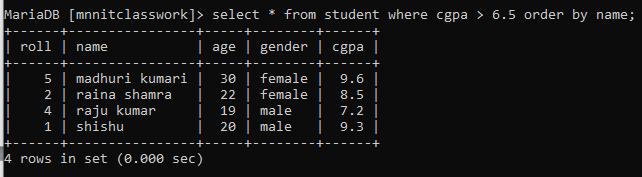 MariaDB [mnnitclasswork]> select * from student where cgpa > 6.5 order by name;
+------+----------------+-----+--------+------+
| roll | name           | age | gender | cgpa |
+------+----------------+-----+--------+------+
|    5 | madhuri kumari |  30 | female |  9.6 |
|    2 | raina shamra   |  22 | female |  8.5 |
|    4 | raju kumar     |  19 | male   |  7.2 |
|    1 | shishu         |  20 | male   |  9.3 |
+------+----------------+-----+--------+------+
4 rows in set (0.000 sec)